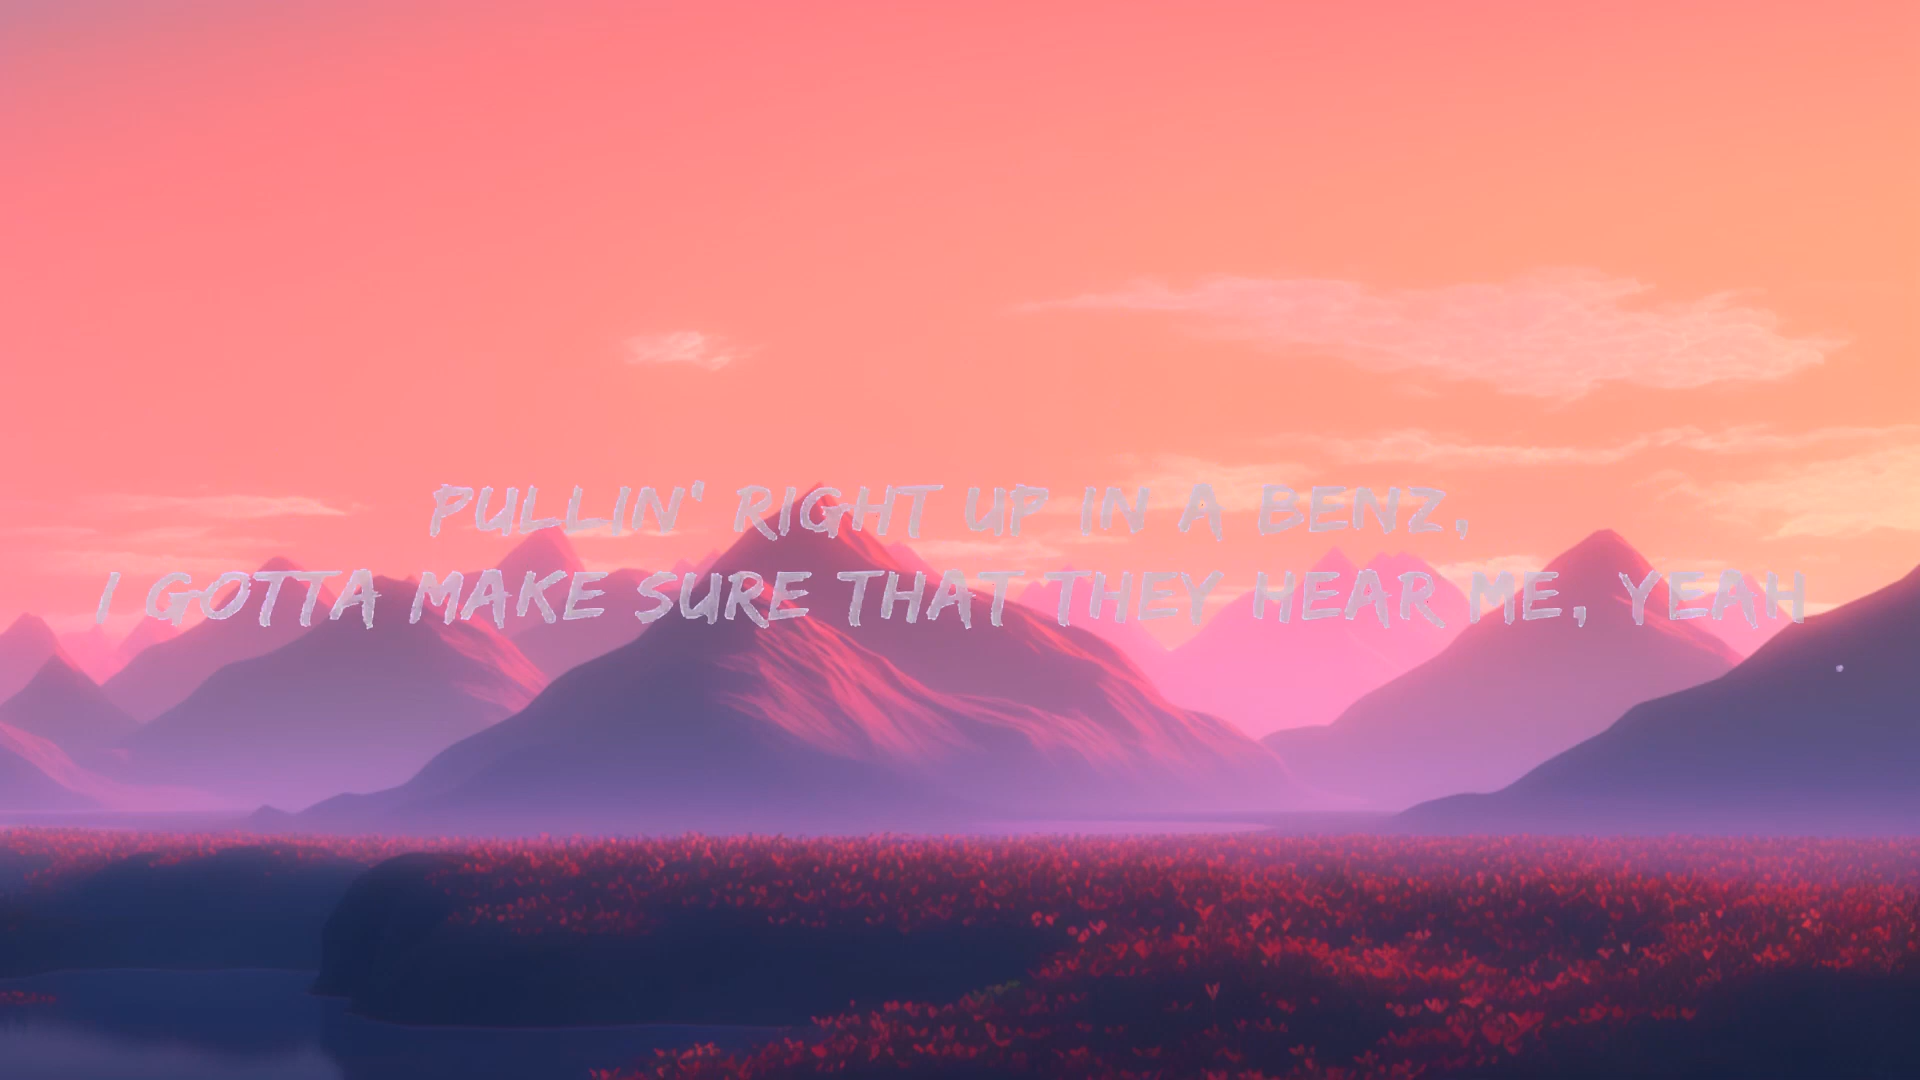 PULLIN' RIGHT UP IN A BENZ,
I GOTTA MAKE SURE THAT THEY HEAR ME, YEAH